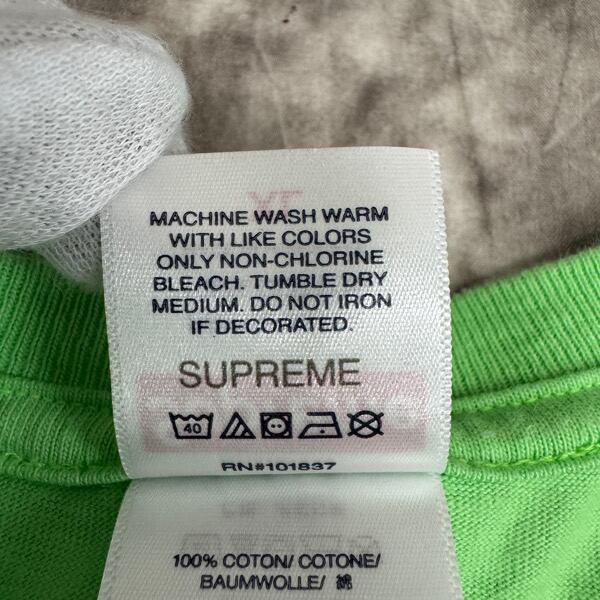 MACHINE WASH WARM
WITH LIKE COLORS
ONLY NON-CHLORINE
BLEACH. TUMBLE DRY
MEDIUM. DO NOT IRON
IF DECORATED.
SUPREME
40
RN#101837
100% COTON/ COTONE/
BAUMWOLLE/ 綿